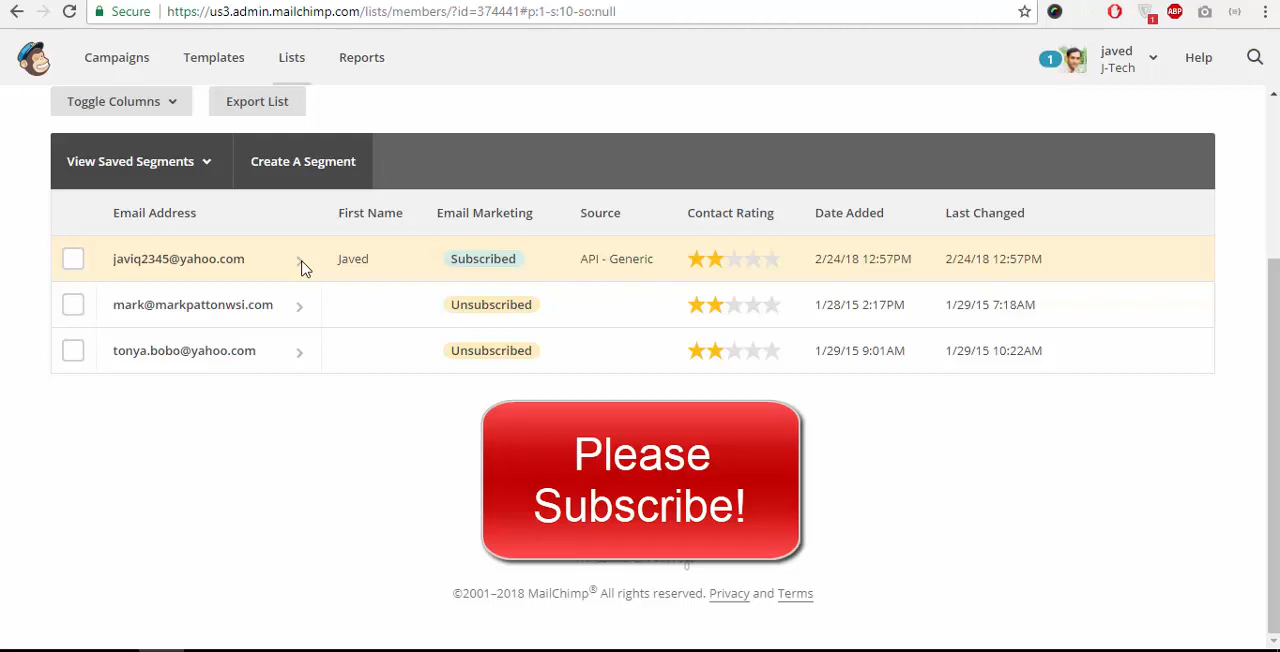 Secure https://us3.admin.mailchimp.com/lists/members/?id=374441#p:1-s:10-so:null ABP 1
Campaigns Templates Lists Reports 1 javed Help
J-Tech
Toggle Columns Export List
View Saved Segments Create A Segment
Email Address First Name Email Marketing Source Contact Rating Date Added Last Changed
javiq2345@yahoo.com Javed Subscribed API - Generic 2/24/18 12:57PM 2/24/18 12:57PM
mark@markpattonwsi.com Unsubscribed 1/28/15 2:17PM 1/29/15 7:18AM
tonya.bobo@yahoo.com Unsubscribed 1/29/15 9:01AM 1/29/15 10:22AM
Please
Subscribe!
©2001–2018 MailChimp® All rights reserved. Privacy and Terms